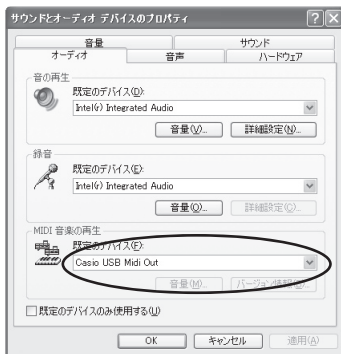 サウンドとオーディオ デバイスのプロパティ
音量 サウンド
オーディオ 音声 ハードウェア
音の再生
既定のデバイス(D):
Intel(r) Integrated Audio
音量(V)... 詳細設定(N)...
録音
既定のデバイス(E):
Intel(r) Integrated Audio
音量(O)... 詳細設定(C)...
MIDI 音楽の再生
既定のデバイス(F):
Casio USB Midi Out
音量(M)... バージョン情報
既定のデバイスのみ使用する(U)
OK キャンセル 適用(A)